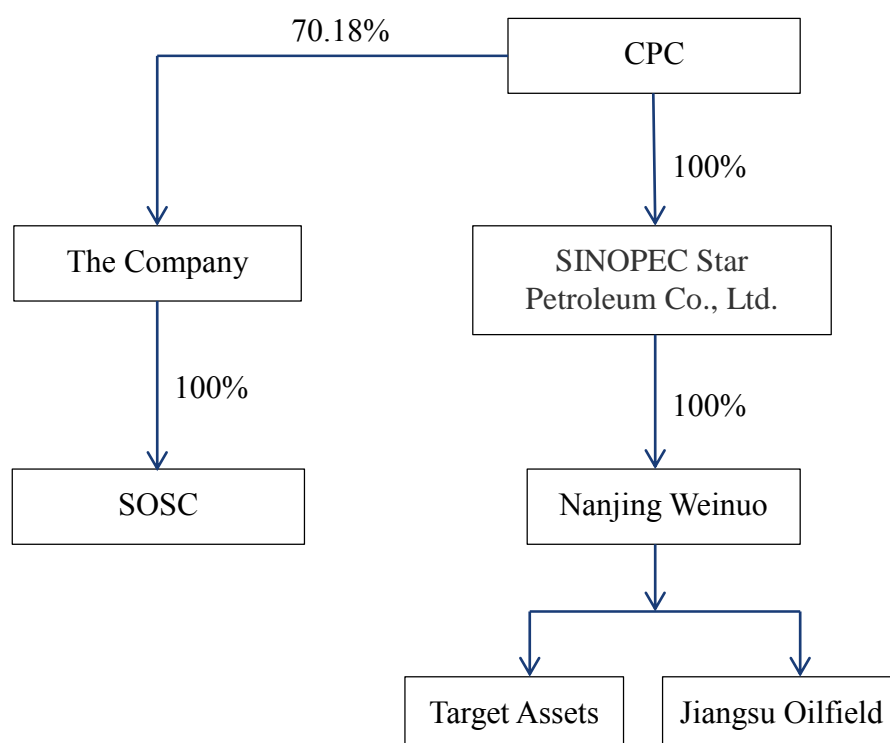 70.18%
CPC
100%
The Company
SINOPEC Star
Petroleum Co., Ltd.
100%
100%
SOSC
Nanjing Weinuo
Target Assets
Jiangsu Oilfield